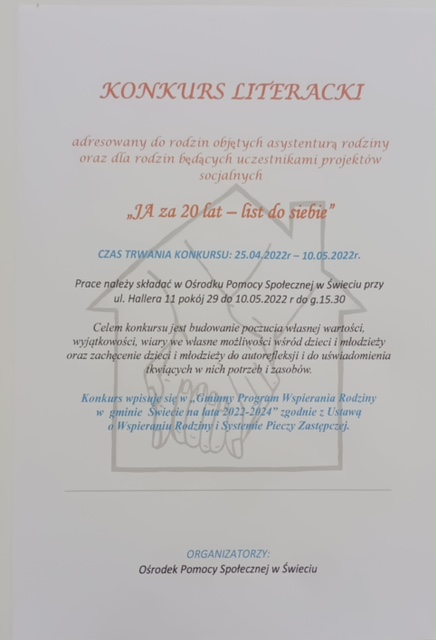 KONKURS LITERACKI
adresowany do rodzin objętych asystenturą rodziny
oraz dla rodzin będących uczestnikami projektów
socjalnych
„JA za 20 lat – list do siebie”
CZAS TRWANIA KONKURSU: 25.04.2022r – 10.05.2022r.
Prace należy składać w Ośrodku Pomocy Społecznej w Świeciu przy
ul. Hallera 11 pokój 29 do 10.05.2022 r do g.15.30
Celem konkursu jest budowanie poczucia własnej wartości,
wyjątkowości, wiary we własne możliwości wśród dzieci i młodzieży
oraz zachęcenie dzieci i młodzieży do autorefleksji i do uświadomienia
tkwiących w nich potrzeb i zasobów.
Konkurs wpisuje się w „Gminny Program Wspierania Rodziny
w gminie Świecie na lata 2022-2024” zgodnie z Ustawą
o Wspieraniu Rodziny i Systemie Pieczy Zastępczej.
ORGANIZATORZY:
Ośrodek Pomocy Społecznej w Świeciu